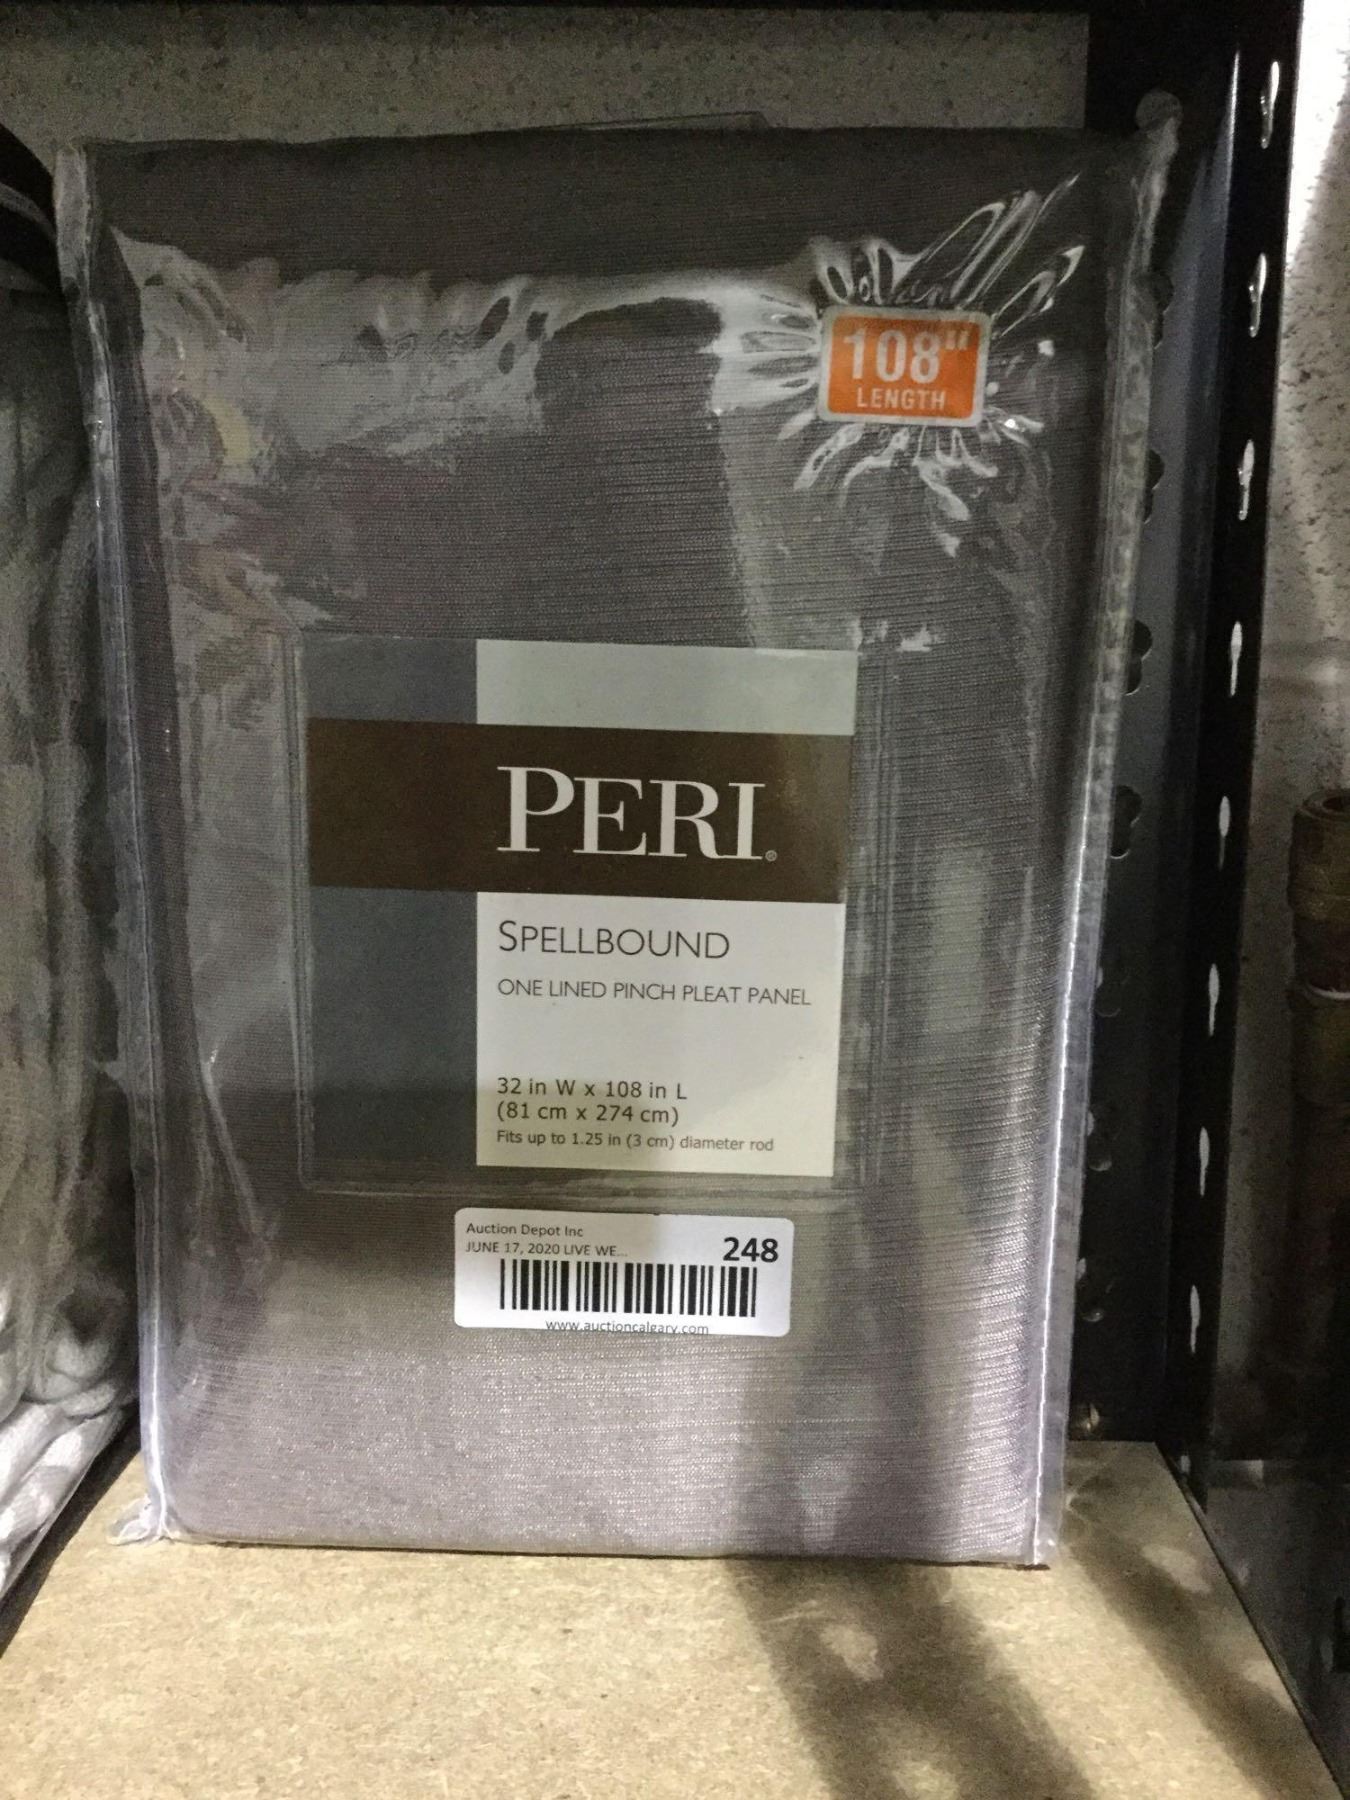 108"
LENGTH
PERI®
SPELLBOUND
ONE LINED PINCH PLEAT PANEL
32 in W x 108 in L
(81 cm x 274 cm)
Fits up to 1.25 in (3 cm) diameter rod
Auction Depot Inc
JUNE 17, 2020 LIVE WE...
248
www.auctioncalgary.com